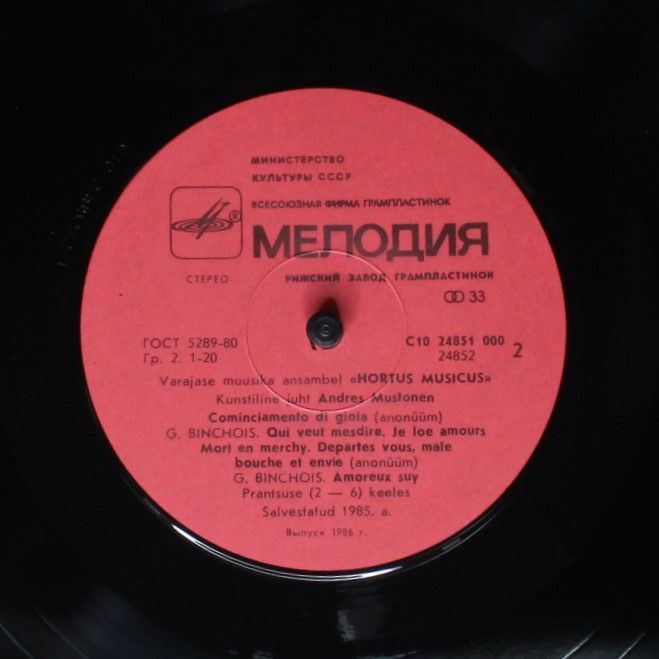 МИНИСТЕРСТВО
КУЛЬТУРЫ СССР
ВСЕСОЮЗНАЯ ФИРМА ГРАМПЛАСТИНОК
®
МЕЛОДИЯ
СТЕРЕО
РИЖСКИЙ ЗАВОД ГРАМПЛАСТИНОК
33
ГОСТ 5289-80
Гр. 2. 1-20
С10 24851 000
24852
2
Varajase muusika ansambel «HORTUS MUSICUS»
Kunstiline juht Andres Mustonen
Cominciamento di gioia (anonüüm)
G. BINCHOIS. Qui veut mesdire, Je loe amours
Mort en merchy. Departes vous, male
bouche et envie (anonüüm)
G. BINCHOIS. Amoreux suy
Prantsuse (2 — 6) keeles
Salvestatud 1985. a.
Выпуск 1986 г.